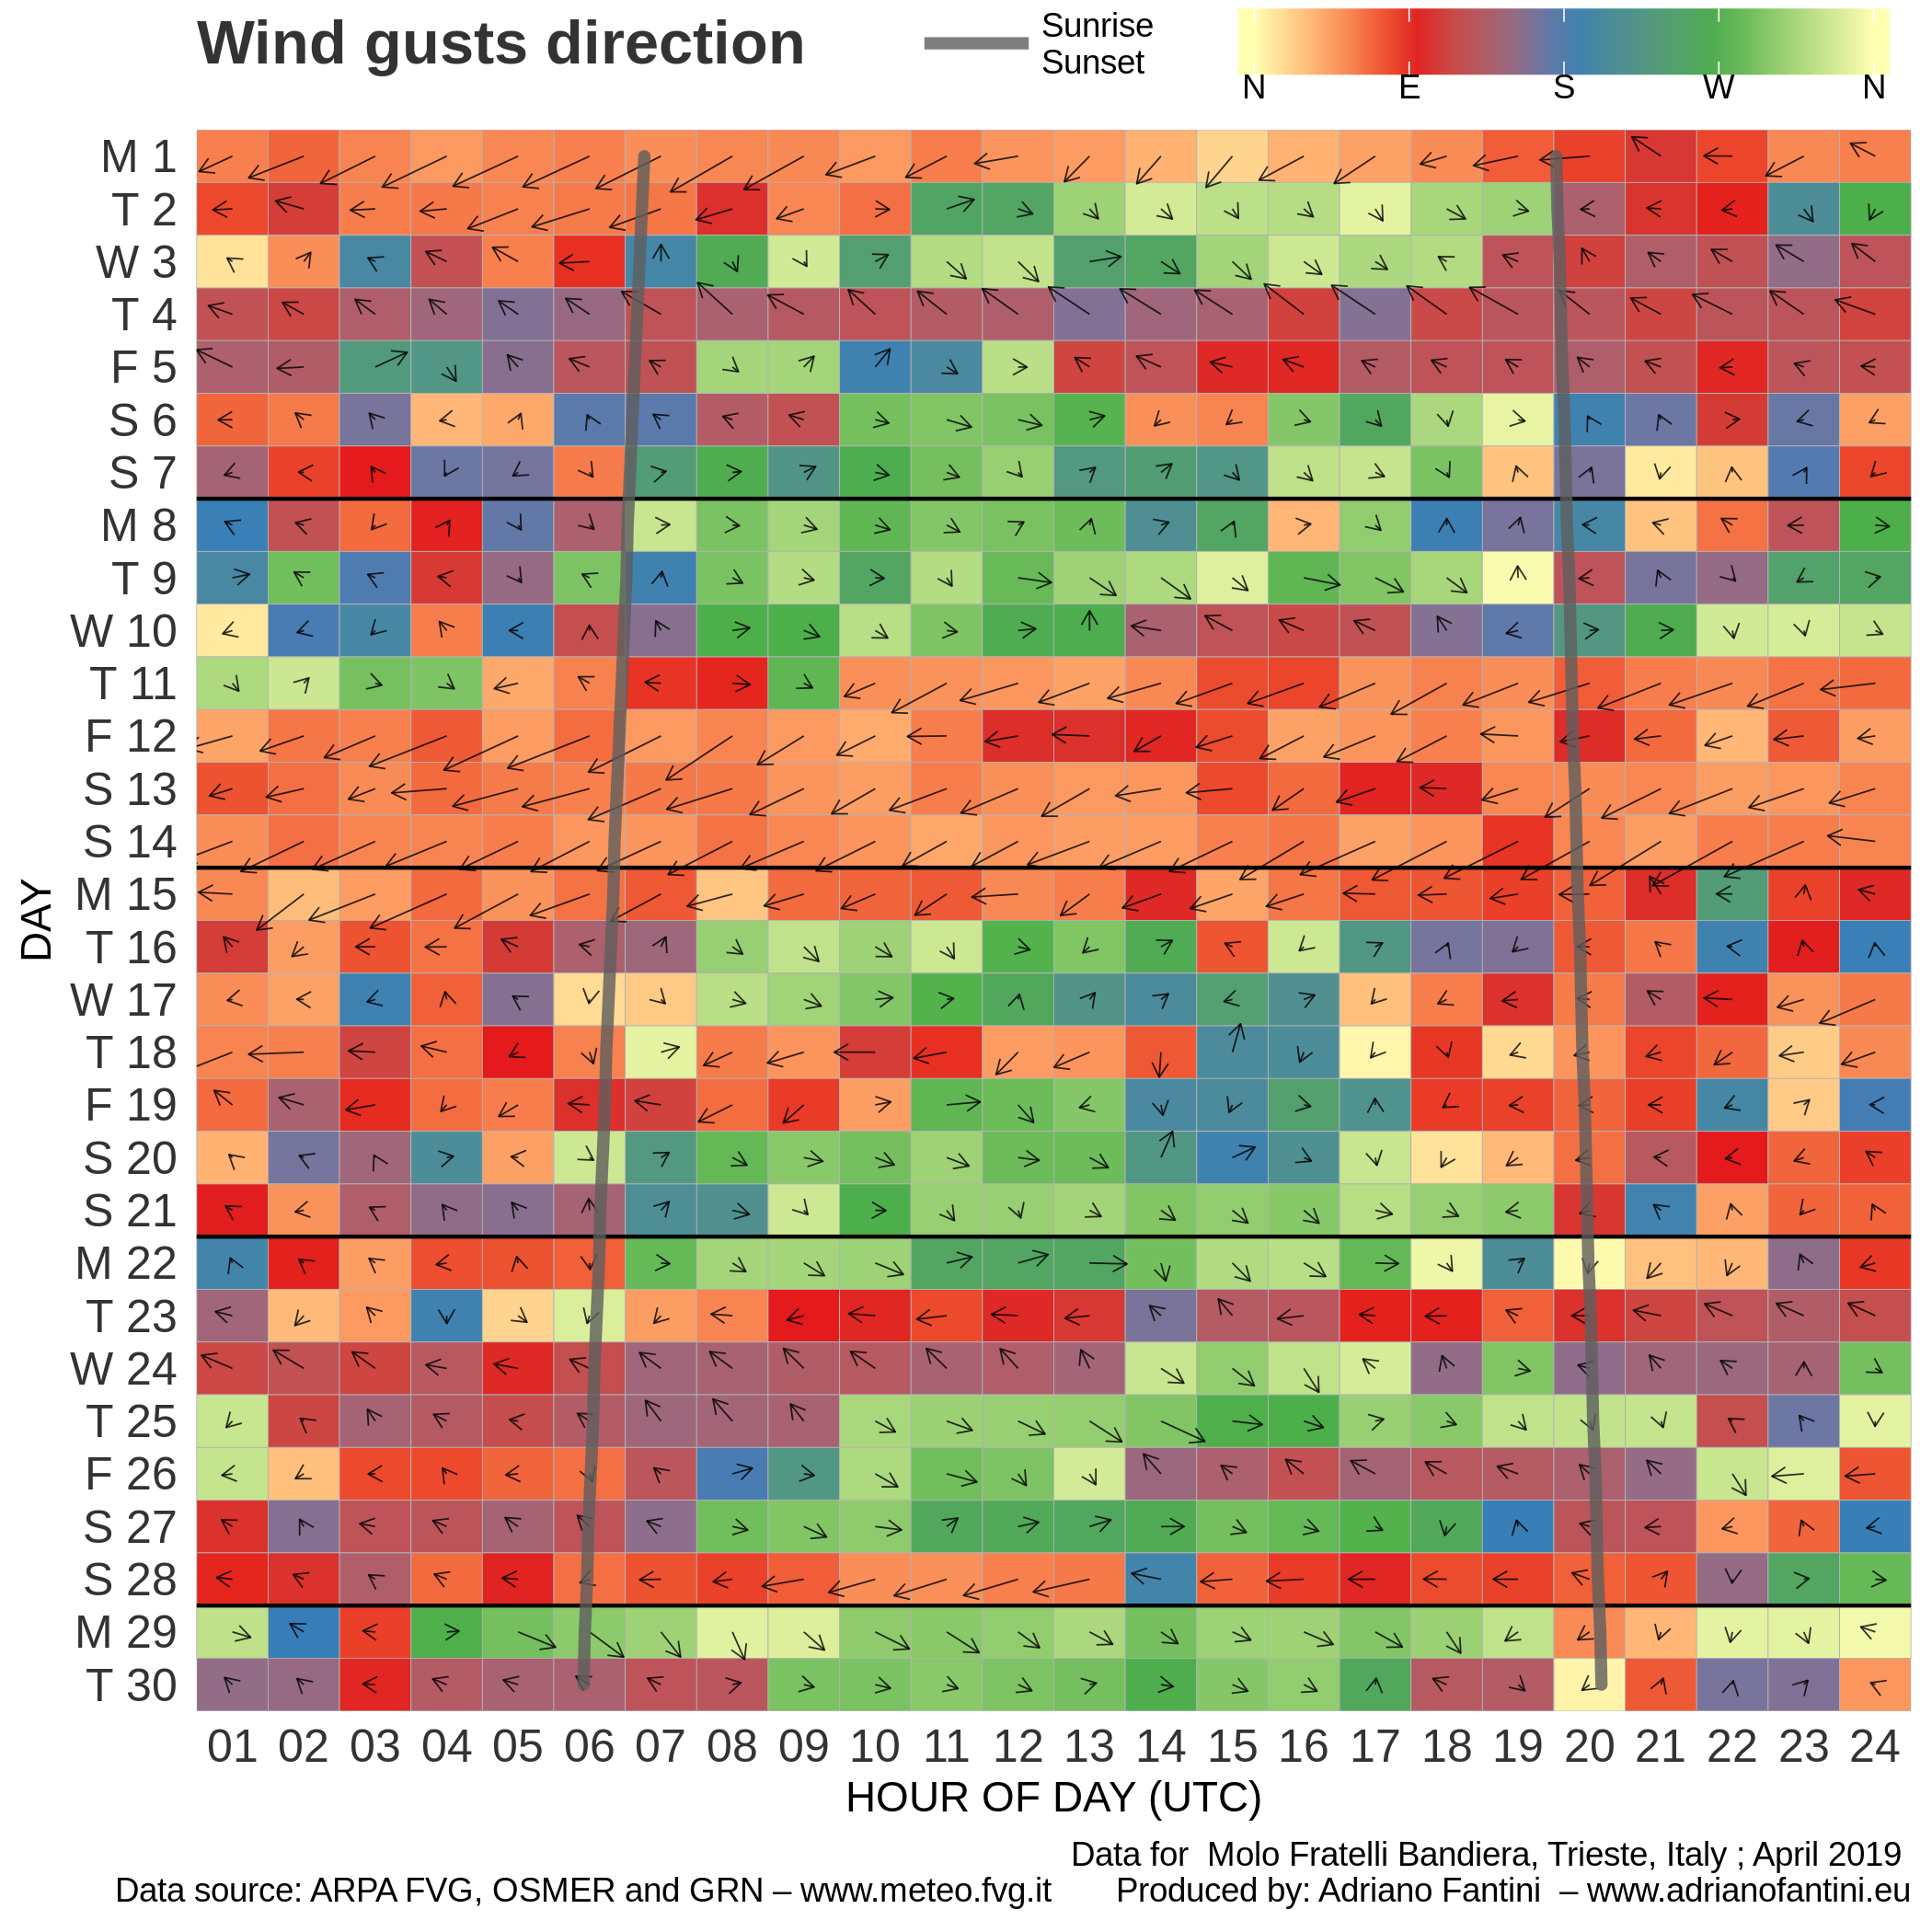 Wind gusts direction
Sunrise
Sunset
N E S W N
M 1
T 2
W 3
T 4
F 5
S 6
S 7
M 8
T 9
W 10
T 11
F 12
S 13
S 14
M 15
T 16
W 17
T 18
F 19
S 20
S 21
M 22
T 23
W 24
T 25
F 26
S 27
S 28
M 29
T 30
DAY
01 02 03 04 05 06 07 08 09 10 11 12 13 14 15 16 17 18 19 20 21 22 23 24
HOUR OF DAY (UTC)
Data for  Molo Fratelli Bandiera, Trieste, Italy ; April 2019
Data source: ARPA FVG, OSMER and GRN – www.meteo.fvg.it
Produced by: Adriano Fantini  – www.adrianofantini.eu